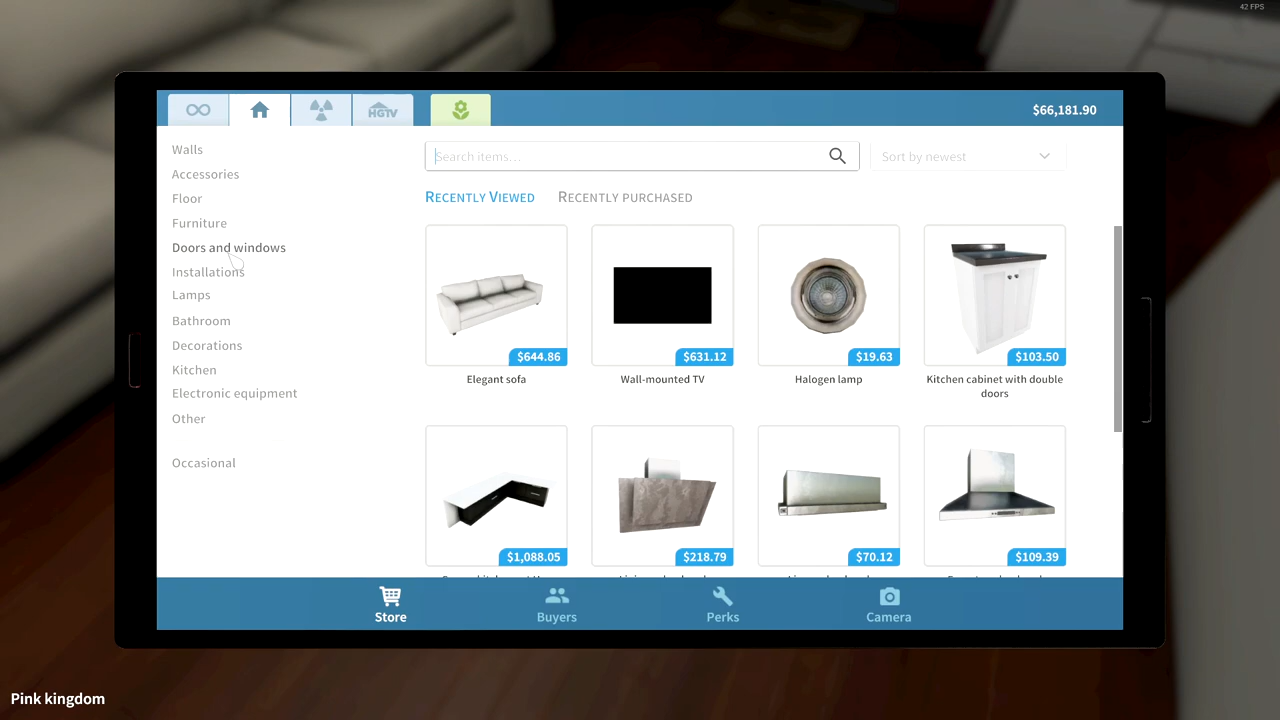 42 FPS
HGTV
$66,181.90
Walls
Accessories
Floor
Furniture
Doors and windows
Installations
Lamps
Bathroom
Decorations
Kitchen
Electronic equipment
Other
Occasional
Search items...
Sort by newest
RECENTLY VIEWED
RECENTLY PURCHASED
$644.86
Elegant sofa
$631.12
Wall-mounted TV
$19.63
Halogen lamp
$103.50
Kitchen cabinet with double
doors
$1,088.05
$218.79
$70.12
$109.39
Store
Buyers
Perks
Camera
Pink kingdom